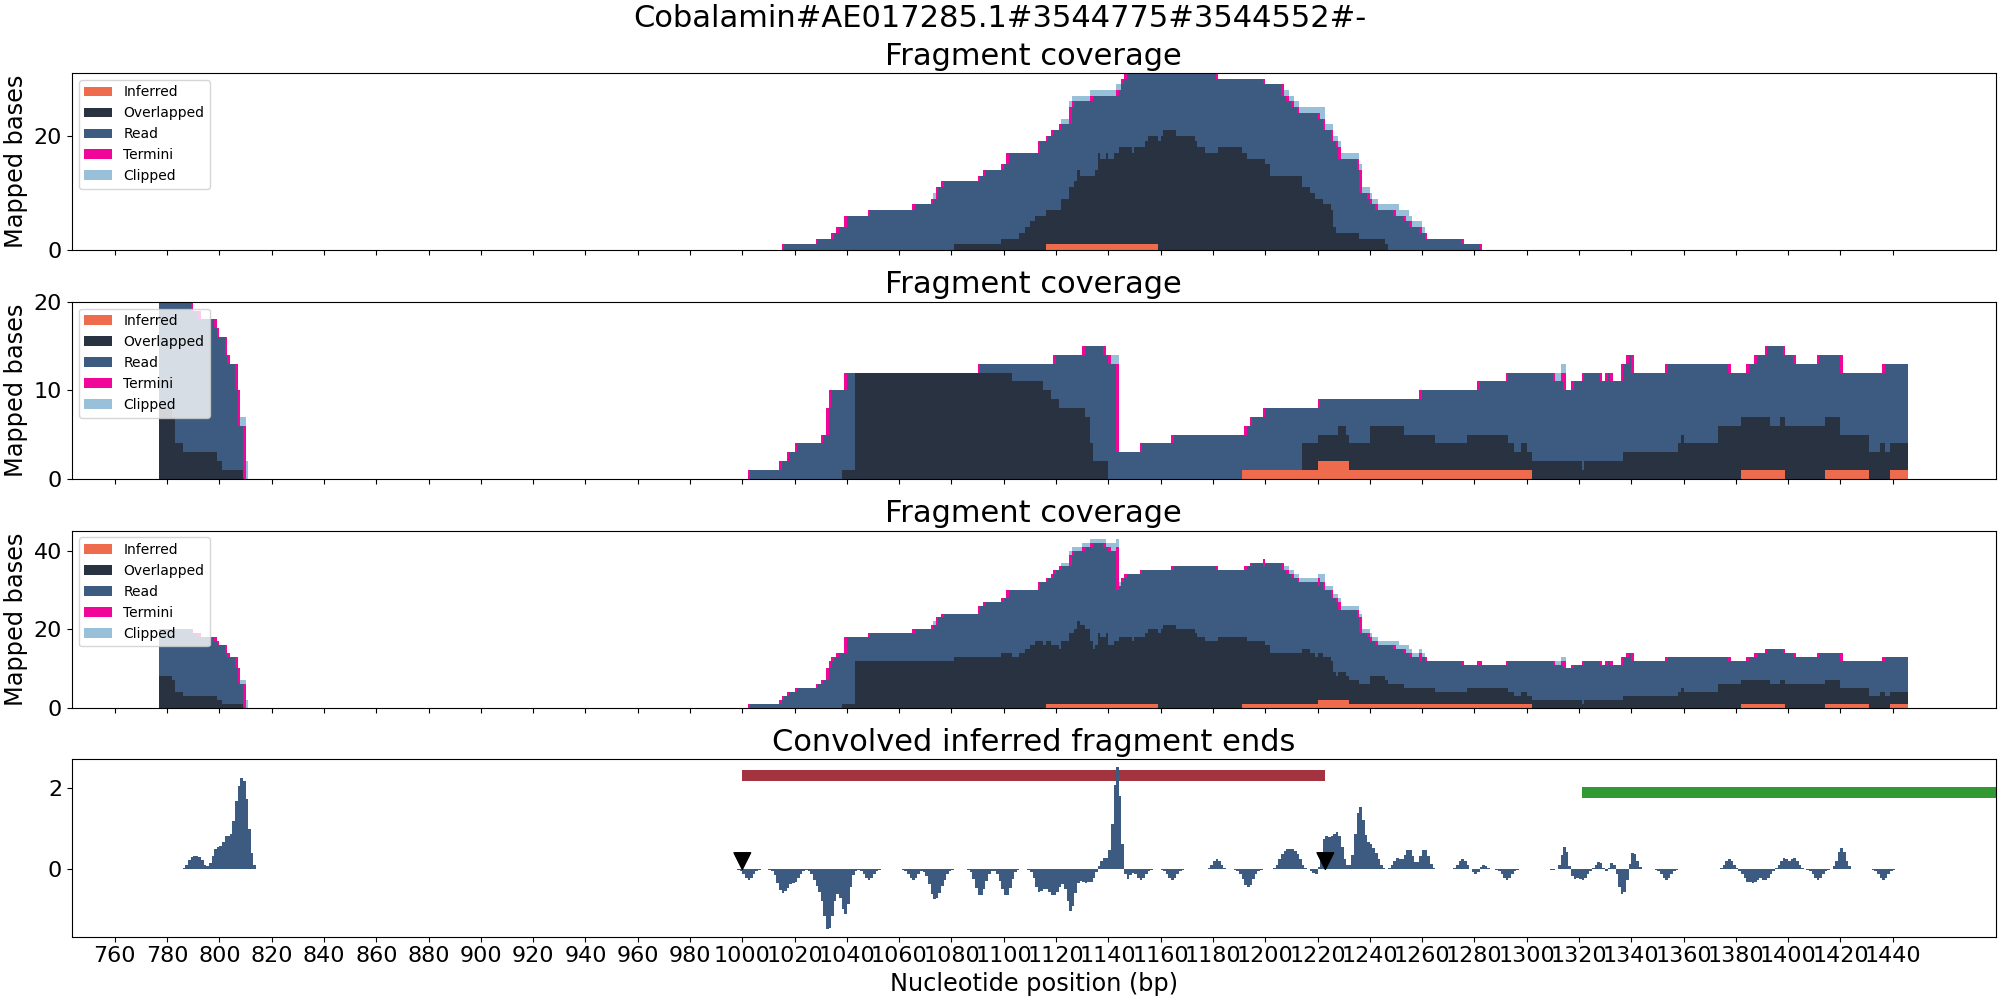 Cobalamin#AE017285.1#3544775#3544552#-
Fragment coverage
Mapped bases
20
0
Inferred
Overlapped
Read
Termini
Clipped
Fragment coverage
Mapped bases
20
10
0
Inferred
Overlapped
Read
Termini
Clipped
Fragment coverage
Mapped bases
40
20
0
Inferred
Overlapped
Read
Termini
Clipped
Convolved inferred fragment ends
2
0
760 780 800 820 840 860 880 900 920 940 960 980 1000 1020 1040 1060 1080 1100 1120 1140 1160 1180 1200 1220 1240 1260 1280 1300 1320 1340 1360 1380 1400 1420 1440
Nucleotide position (bp)